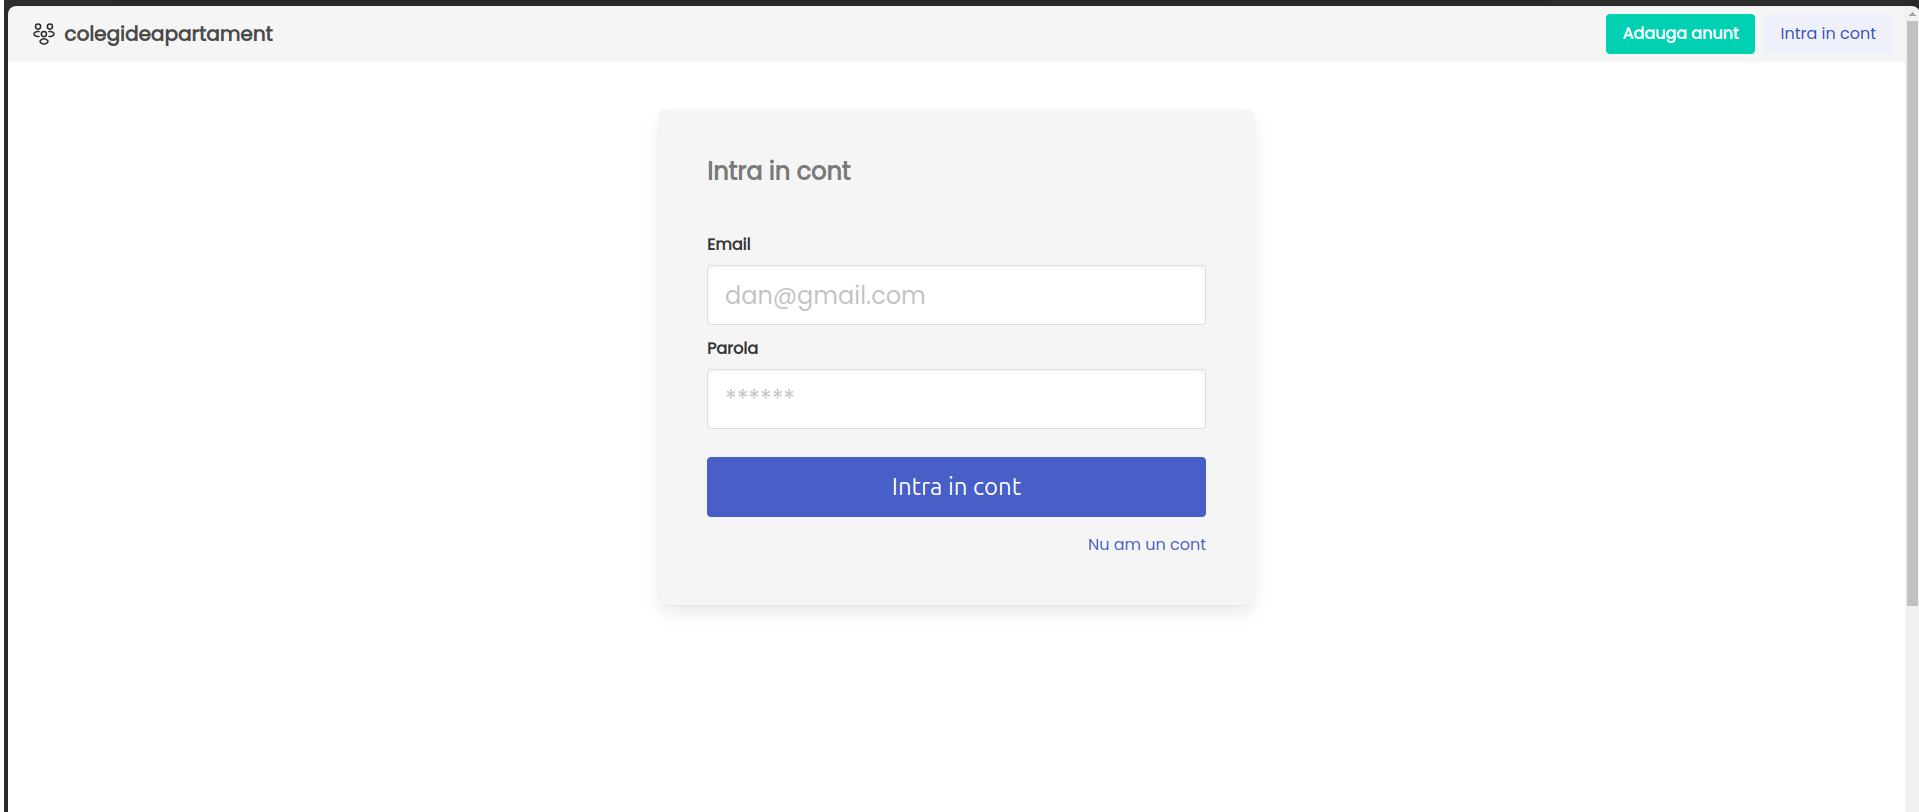 colegideapartament
Adauga anunt
Intra in cont
Intra in cont
Email
dan@gmail.com
Parola
******
Intra in cont
Nu am un cont